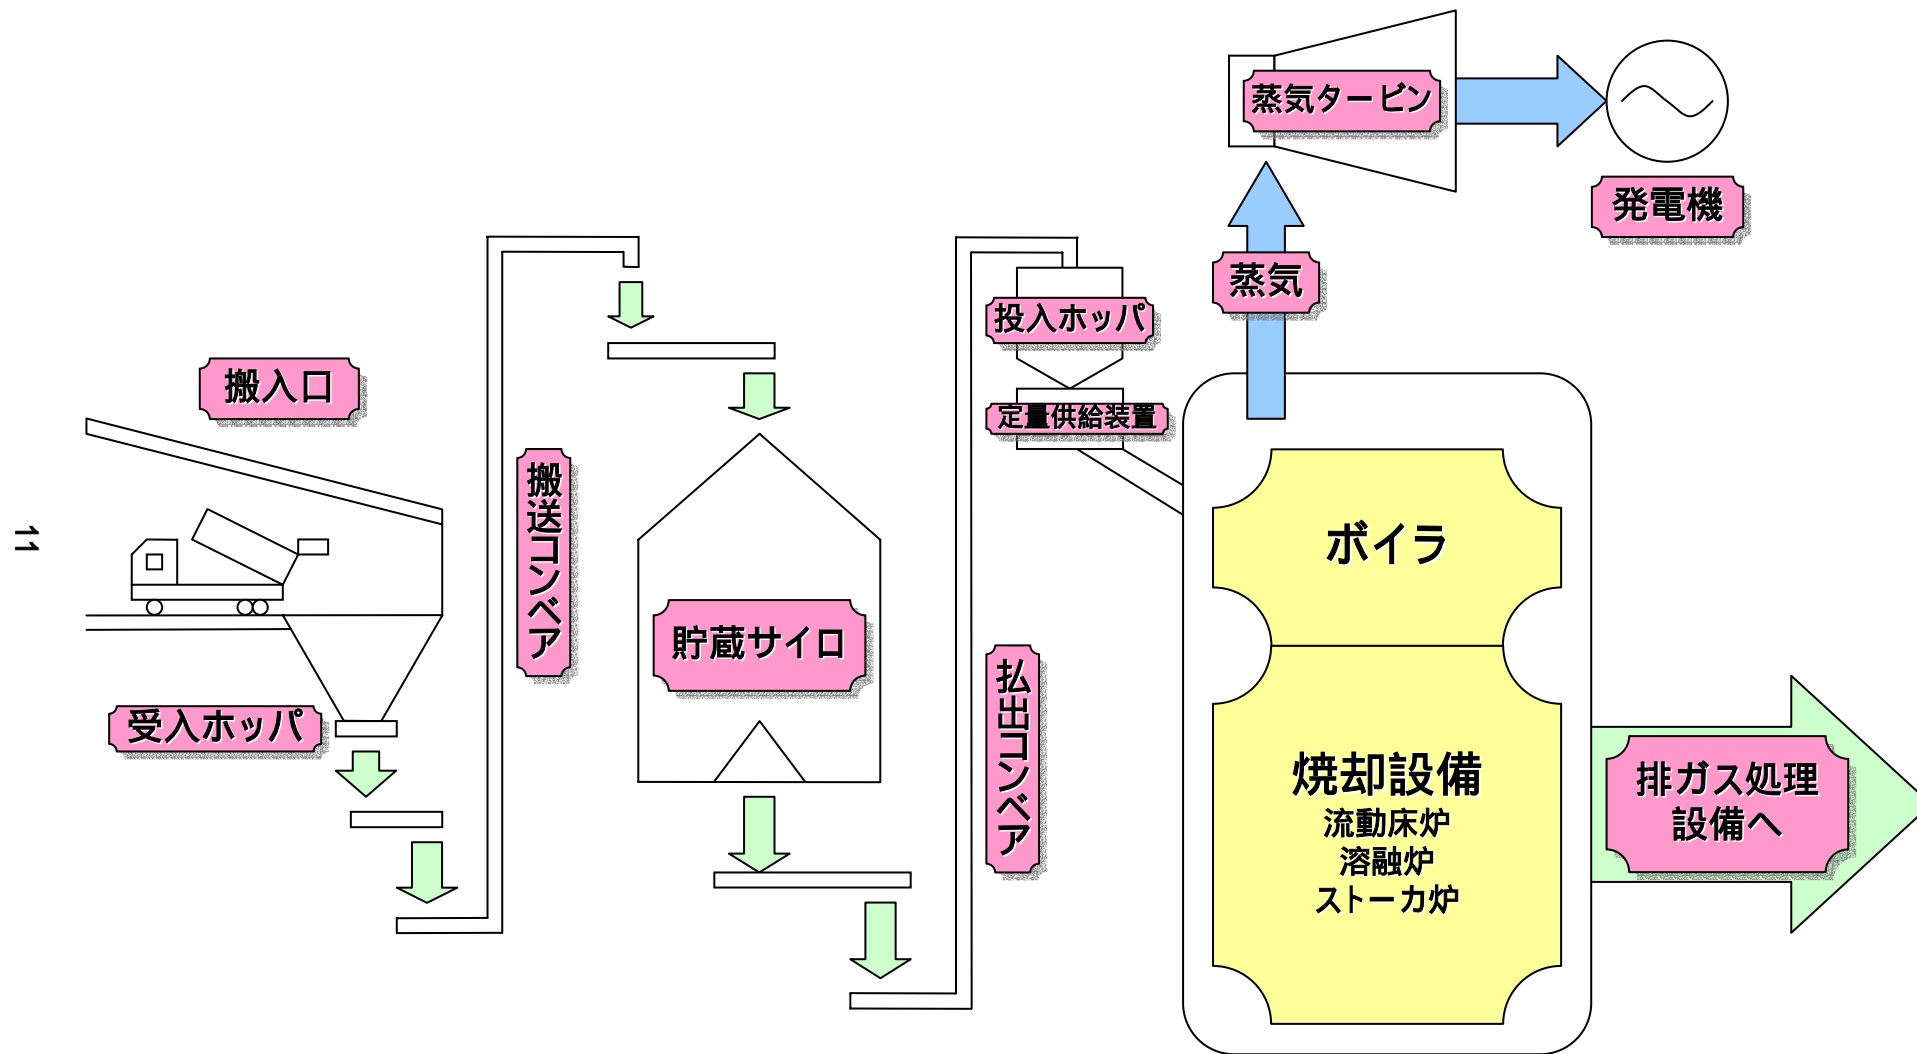 蒸気タービン
発電機
蒸気
投入ホッパ
定量供給装置
搬入口
搬送コンベア
貯蔵サイロ
受入ホッパ
払出コンベア
ボイラ
焼却設備
流動床炉
溶融炉
ストーカ炉
排ガス処理
設備へ
11